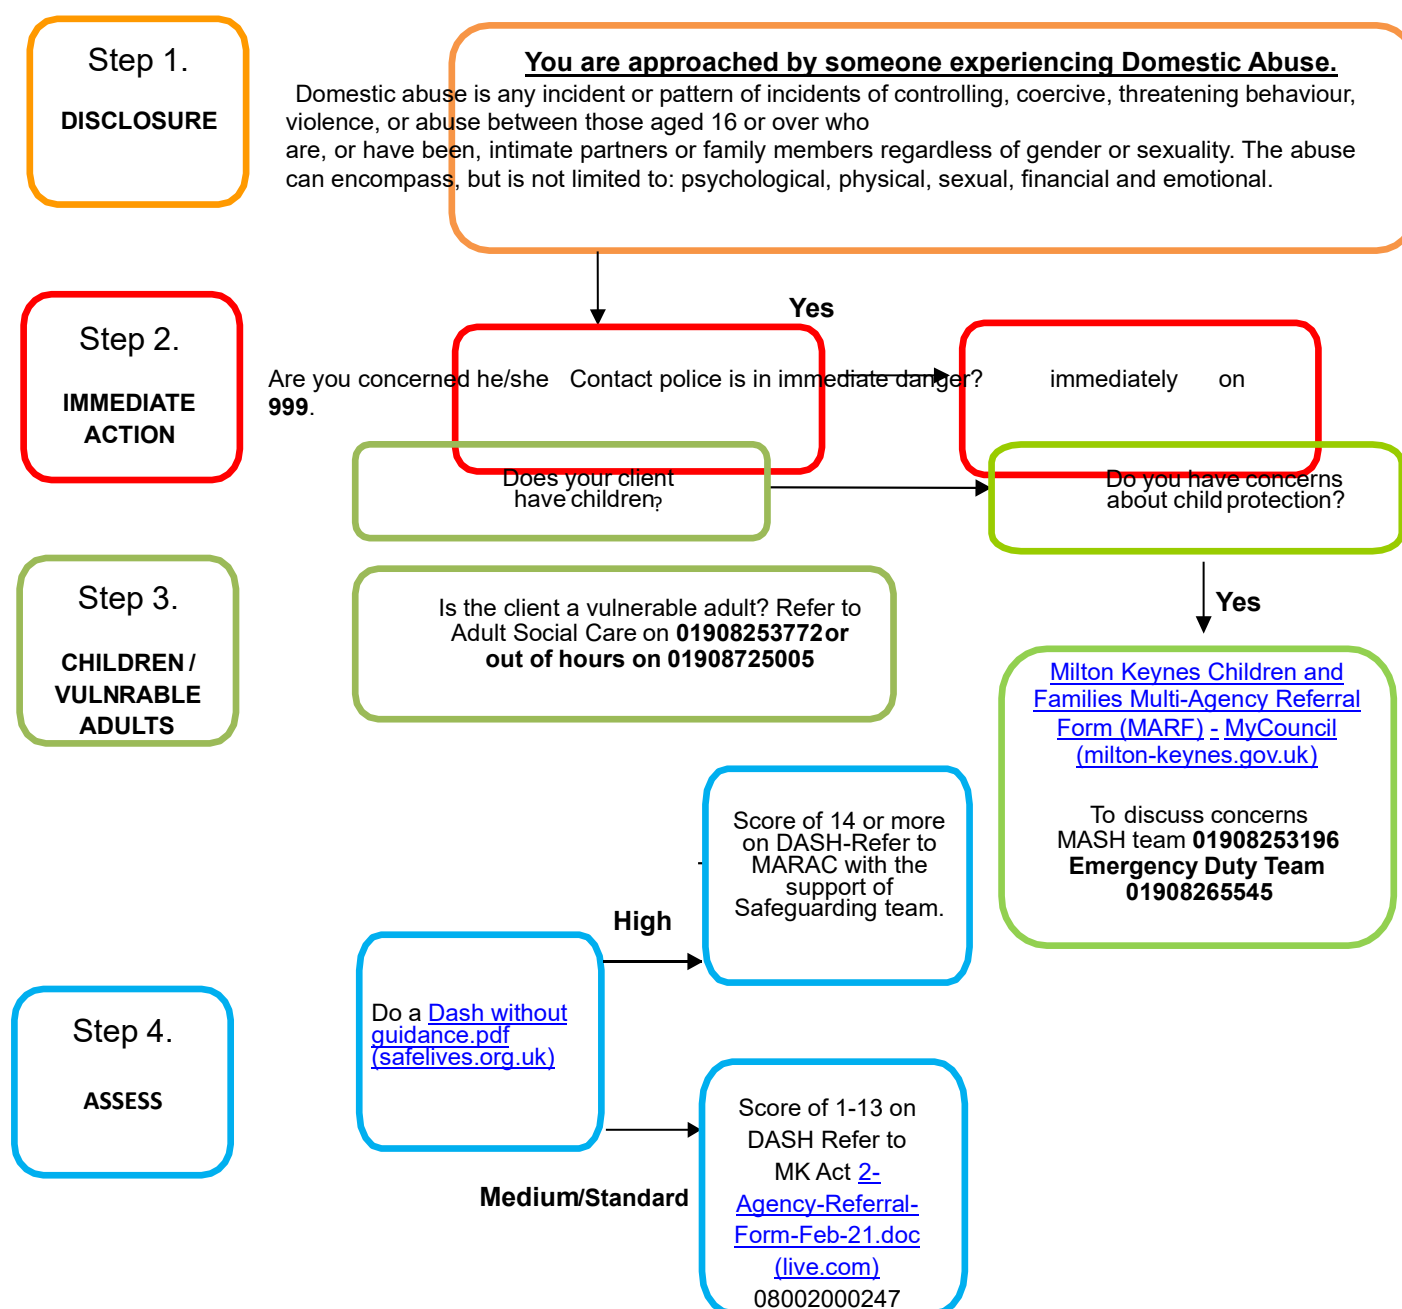 Step 1.
DISCLOSURE
You are approached by someone experiencing Domestic Abuse.
Domestic abuse is any incident or pattern of incidents of controlling, coercive, threatening behaviour,
violence, or abuse between those aged 16 or over who
are, or have been, intimate partners or family members regardless of gender or sexuality. The abuse
can encompass, but is not limited to: psychological, physical, sexual, financial and emotional.
Yes
Step 2.
IMMEDIATE
ACTION
Are you concerned he/she Contact police is in immediate danger? immediately on
999.
Does your client
have children?
Do you have concerns
about child protection?
Step 3.
CHILDREN /
VULNRABLE
ADULTS
Is the client a vulnerable adult? Refer to
Adult Social Care on 01908253772 or
out of hours on 01908725005
Yes
Milton Keynes Children and
Families Multi-Agency Referral
Form (MARF) - MyCouncil
(milton-keynes.gov.uk)
To discuss concerns
MASH team 01908253196
Emergency Duty Team
01908265545
Score of 14 or more
on DASH-Refer to
MARAC with the
support of
Safeguarding team.
High
Step 4.
ASSESS
Do a Dash without
guidance.pdf
(safelives.org.uk)
Medium/Standard
Score of 1-13 on
DASH Refer to
MK Act 2-
Agency-Referral-
Form-Feb-21.doc
(live.com)
08002000247